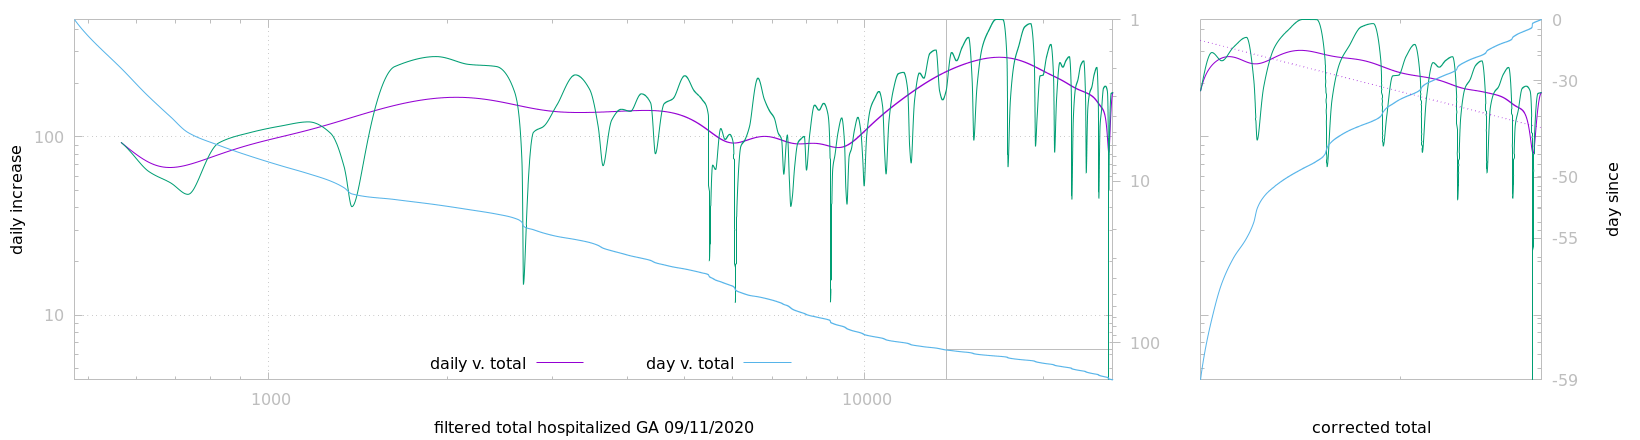 daily increase
100
10
1000
10000
1
10
100
daily v. total
day v. total
filtered total hospitalized GA 09/11/2020
0
-30
-50
-55
-59
day since
corrected total